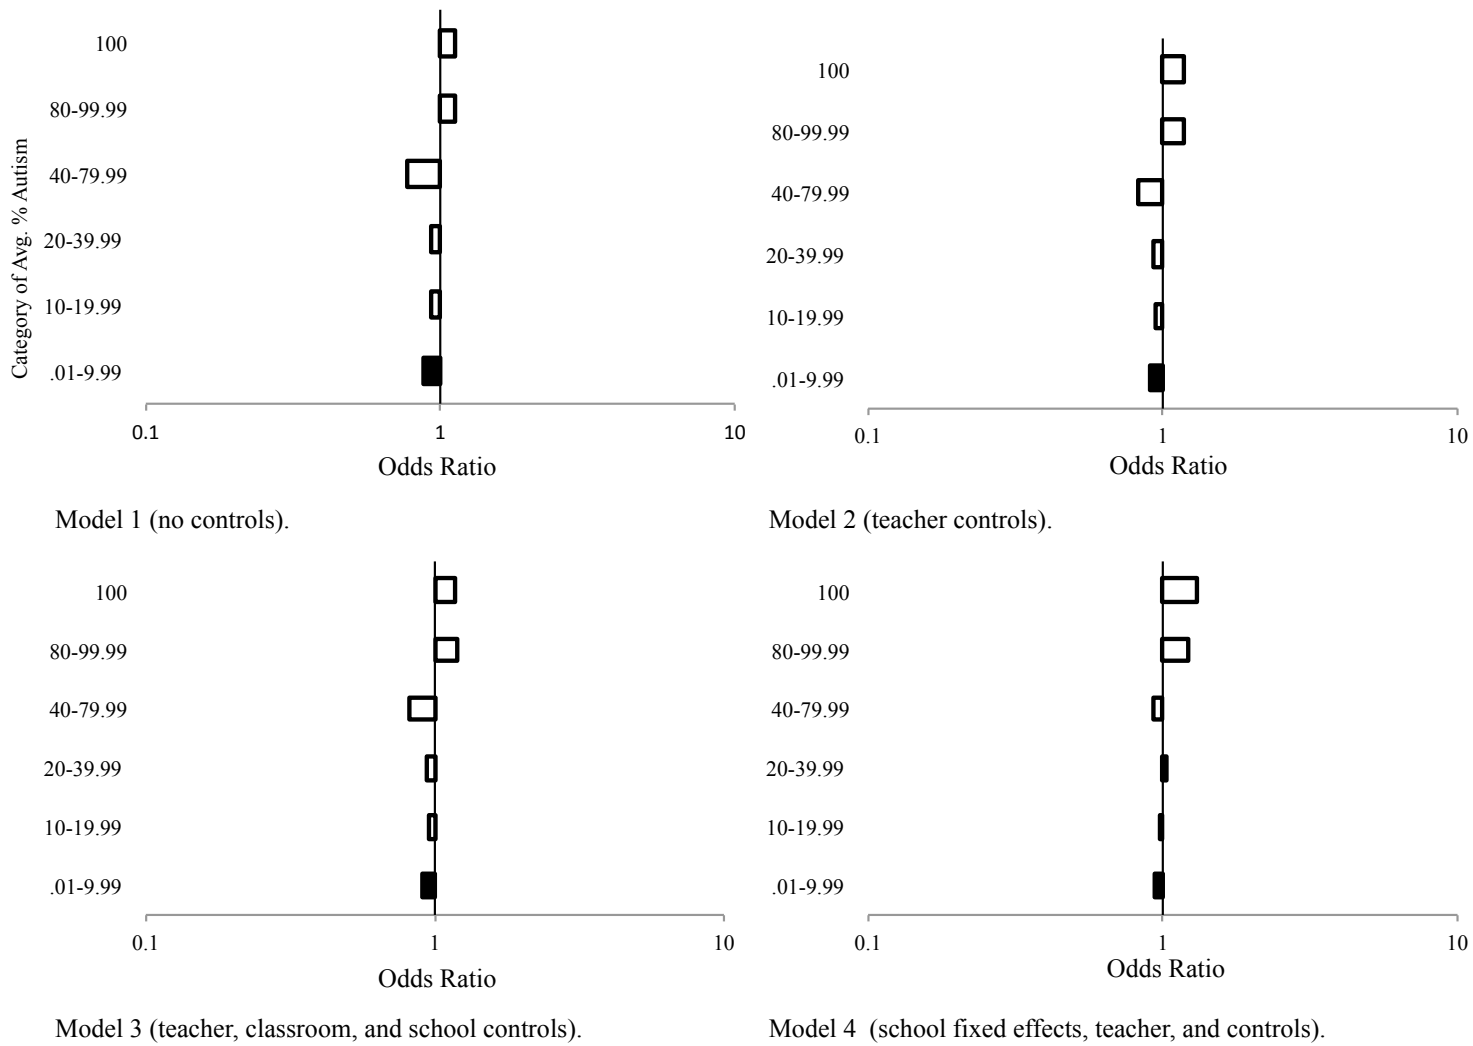 Category of Avg. % Autism
100
80-99.99
40-79.99
20-39.99
10-19.99
.01-9.99
0.1 1 10
Odds Ratio
Model 1 (no controls).
100
80-99.99
40-79.99
20-39.99
10-19.99
.01-9.99
0.1 1 10
Odds Ratio
Model 2 (teacher controls).
100
80-99.99
40-79.99
20-39.99
10-19.99
.01-9.99
0.1 1 10
Odds Ratio
Model 3 (teacher, classroom, and school controls).
100
80-99.99
40-79.99
20-39.99
10-19.99
.01-9.99
0.1 1 10
Odds Ratio
Model 4 (school fixed effects, teacher, and controls).